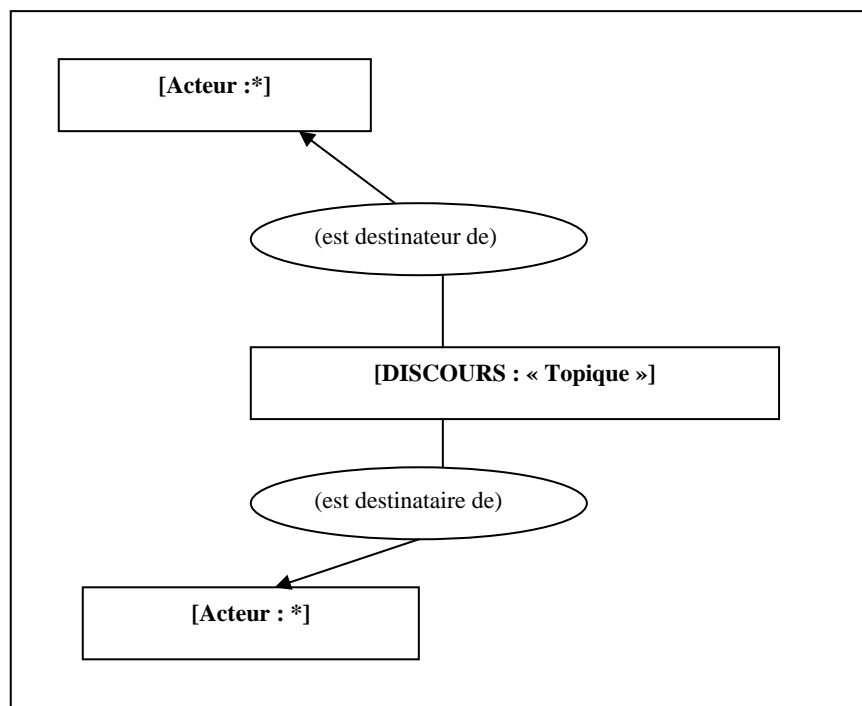 [Acteur :*]
(est destinateur de)
[DISCOURS : « Topique »]
(est destinataire de)
[Acteur : *]